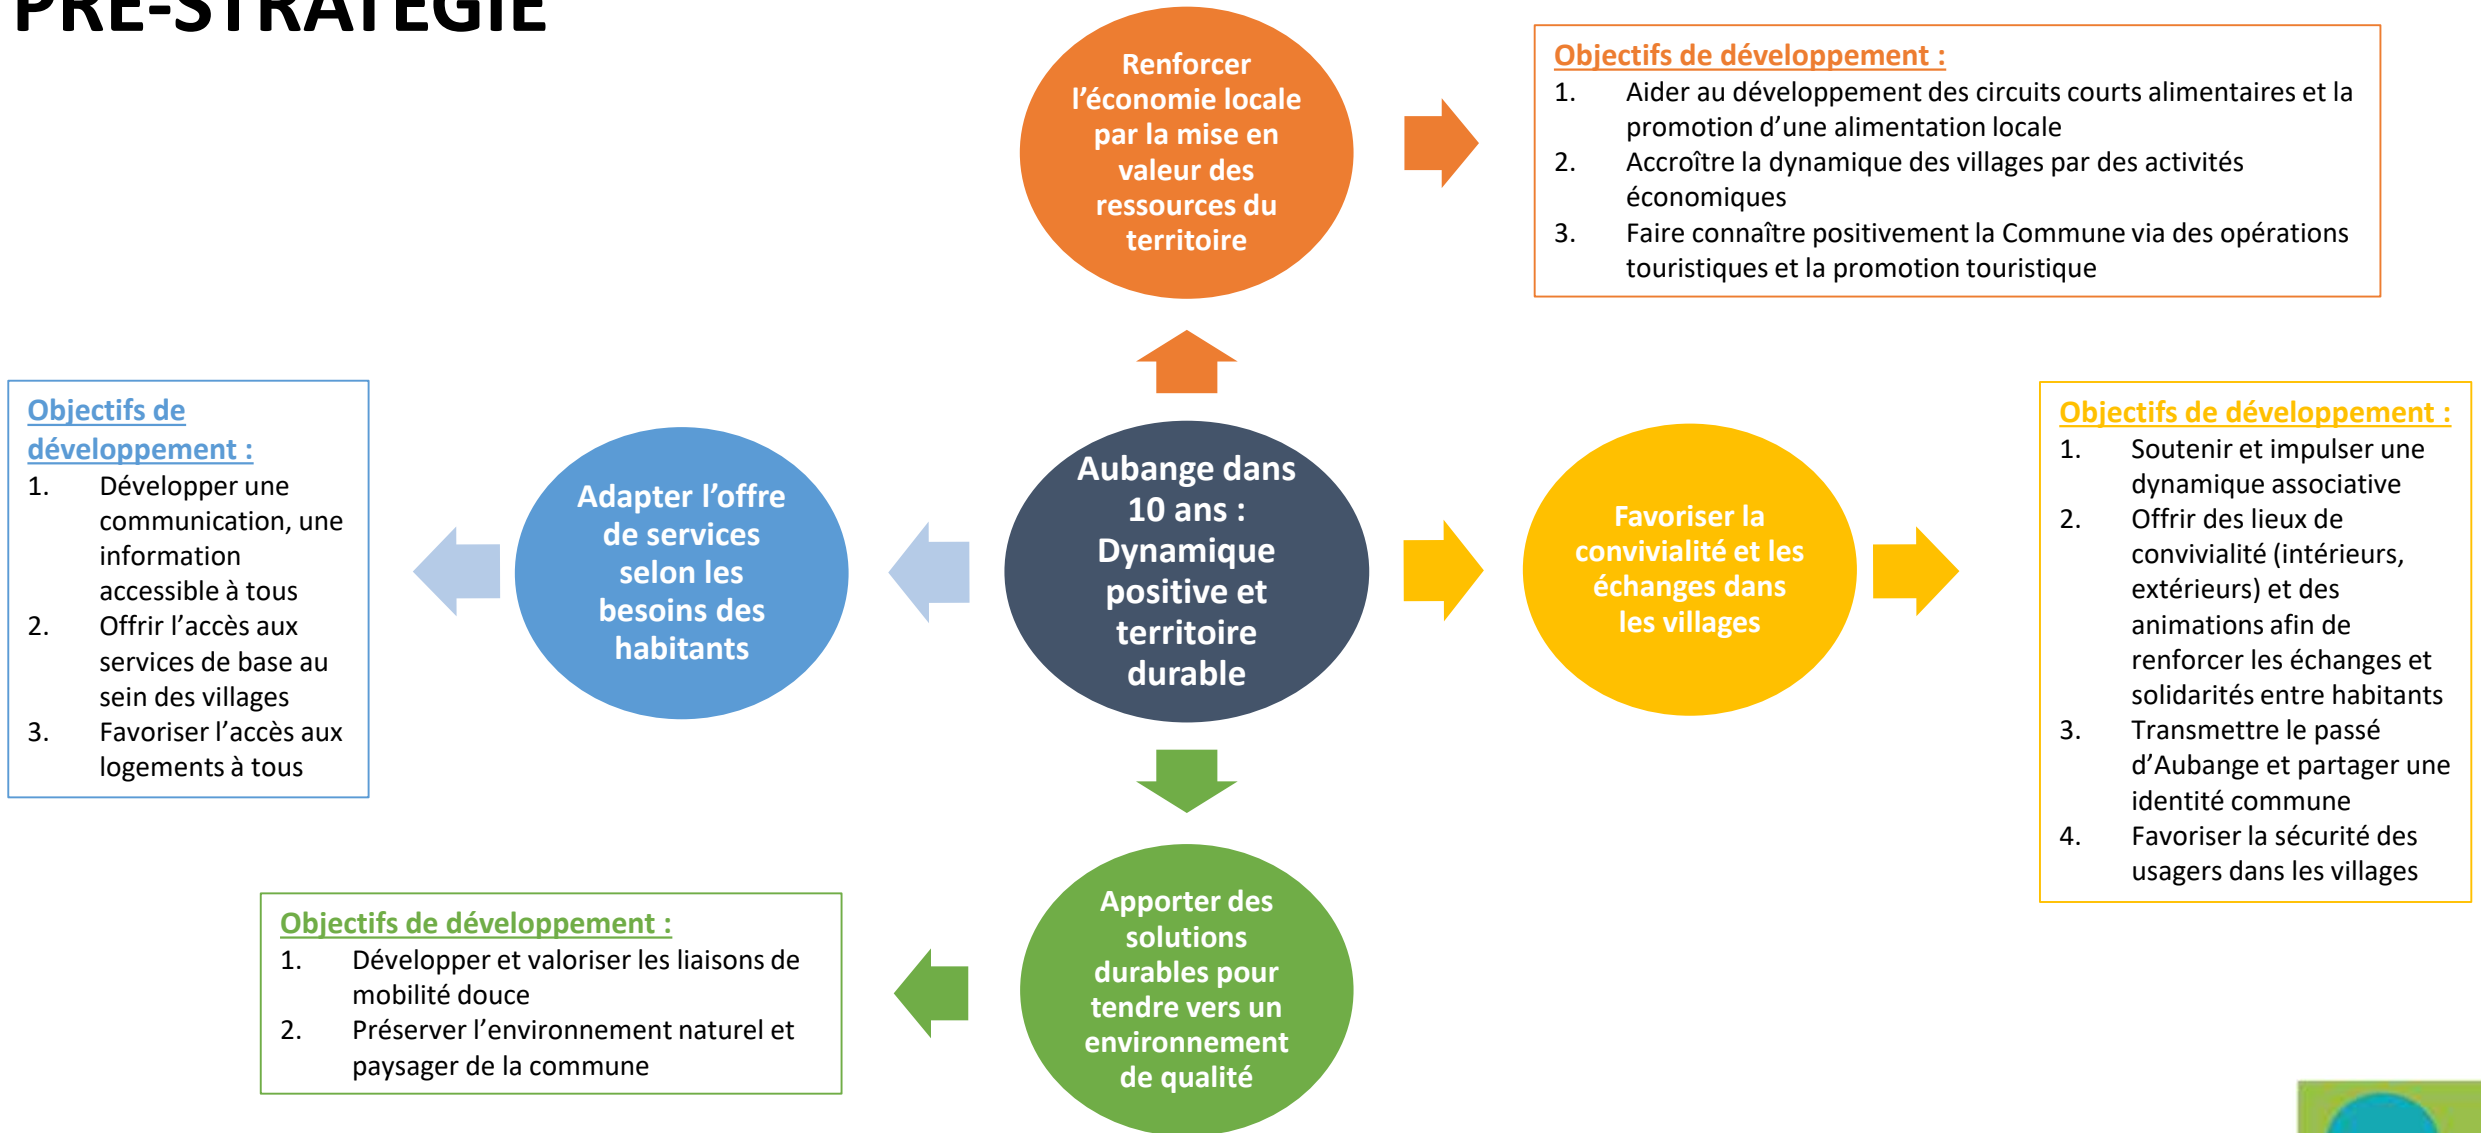 PRÉ-STRATÉGIE
Renforcer
l’économie locale
par la mise en
valeur des
ressources du
territoire
Objectifs de développement :
1. Aider au développement des circuits courts alimentaires et la
promotion d’une alimentation locale
2. Accroître la dynamique des villages par des activités
économiques
3. Faire connaître positivement la Commune via des opérations
touristiques et la promotion touristique
Objectifs de
développement :
1. Développer une
communication, une
information
accessible à tous
2. Offrir l’accès aux
services de base au
sein des villages
3. Favoriser l’accès aux
logements à tous
Adapter l’offre
de services
selon les
besoins des
habitants
Aubange dans
10 ans :
Dynamique
positive et
territoire
durable
Favoriser la
convivialité et les
échanges dans
les villages
Objectifs de développement :
1. Soutenir et impulser une
dynamique associative
2. Offrir des lieux de
convivialité (intérieurs,
extérieurs) et des
animations afin de
renforcer les échanges et
solidarités entre habitants
3. Transmettre le passé
d’Aubange et partager une
identité commune
4. Favoriser la sécurité des
usagers dans les villages
Objectifs de développement :
1. Développer et valoriser les liaisons de
mobilité douce
2. Préserver l’environnement naturel et
paysager de la commune
Apporter des
solutions
durables pour
tendre vers un
environnement
de qualité